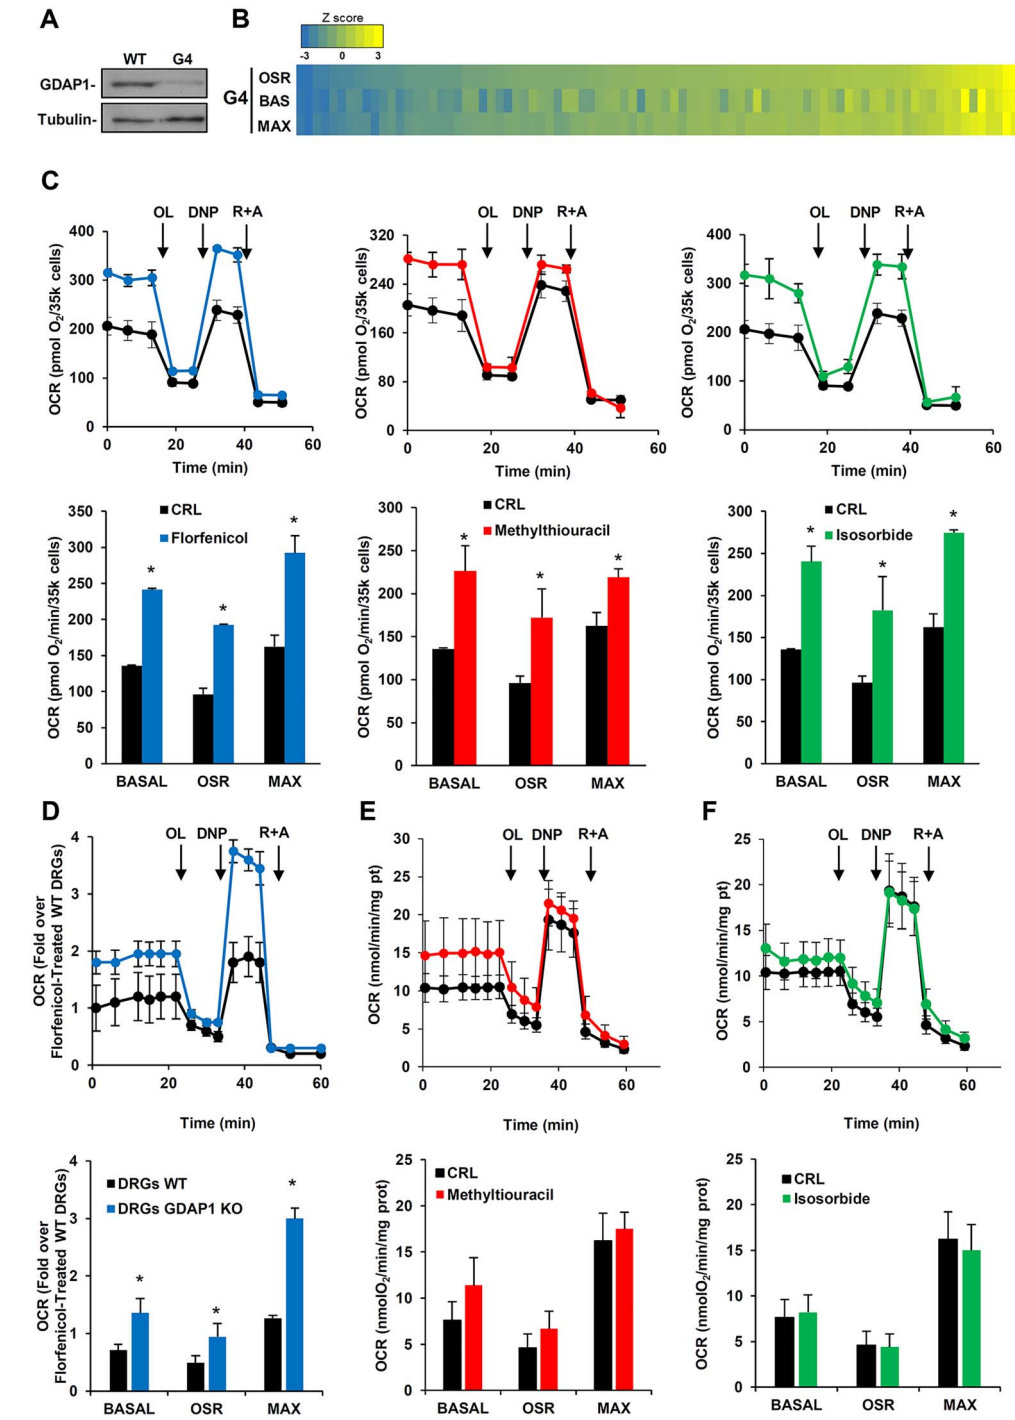 A
WT G4
GDAP1-
Tubulin-
B
Z score
-3 0 3
G4
OSR
BAS
MAX
C
OL DNP R+A
OCR (pmol O2/35k cells)
400
300
200
100
0
0 20 40 60
Time (min)
OL DNP R+A
OCR (pmol O2/35k cells)
320
240
160
80
0
0 20 40 60
Time (min)
OL DNP R+A
OCR (pmol O2/35k cells)
400
300
200
100
0
0 20 40 60
Time (min)
OCR (pmol O2/min/35k cells)
350
300
250
200
150
100
50
0
CRL
Florfenicol
* * *
BASAL OSR MAX
OCR (pmol O2/min/35k cells)
300
250
200
150
100
50
0
CRL
Methylthiouracil
* * *
BASAL OSR MAX
OCR (pmol O2/min/35k cells)
300
250
200
150
100
50
0
CRL
Isosorbide
* * *
BASAL OSR MAX
D
OL DNP R+A
OCR (Fold over
Florfenicol-Treated WT DRGs)
4
3
2
1
0
0 20 40 60
Time (min)
E
OL DNP R+A
OCR (nmol/min/mg pt)
30
25
20
15
10
5
0
0 20 40 60
Time (min)
F
OL DNP R+A
OCR (nmol/min/mg pt)
25
20
15
10
5
0
0 20 40 60
Time (min)
OCR (Fold over
Florfenicol-Treated WT DRGs)
4
3
2
1
0
DRGs WT
DRGs GDAP1 KO
* * *
BASAL OSR MAX
OCR (nmolO2/min/mg prot)
25
20
15
10
5
0
CRL
Methyltiouracil
BASAL OSR MAX
OCR (nmolO2/min/mg prot)
25
20
15
10
5
0
CRL
Isosorbide
BASAL OSR MAX